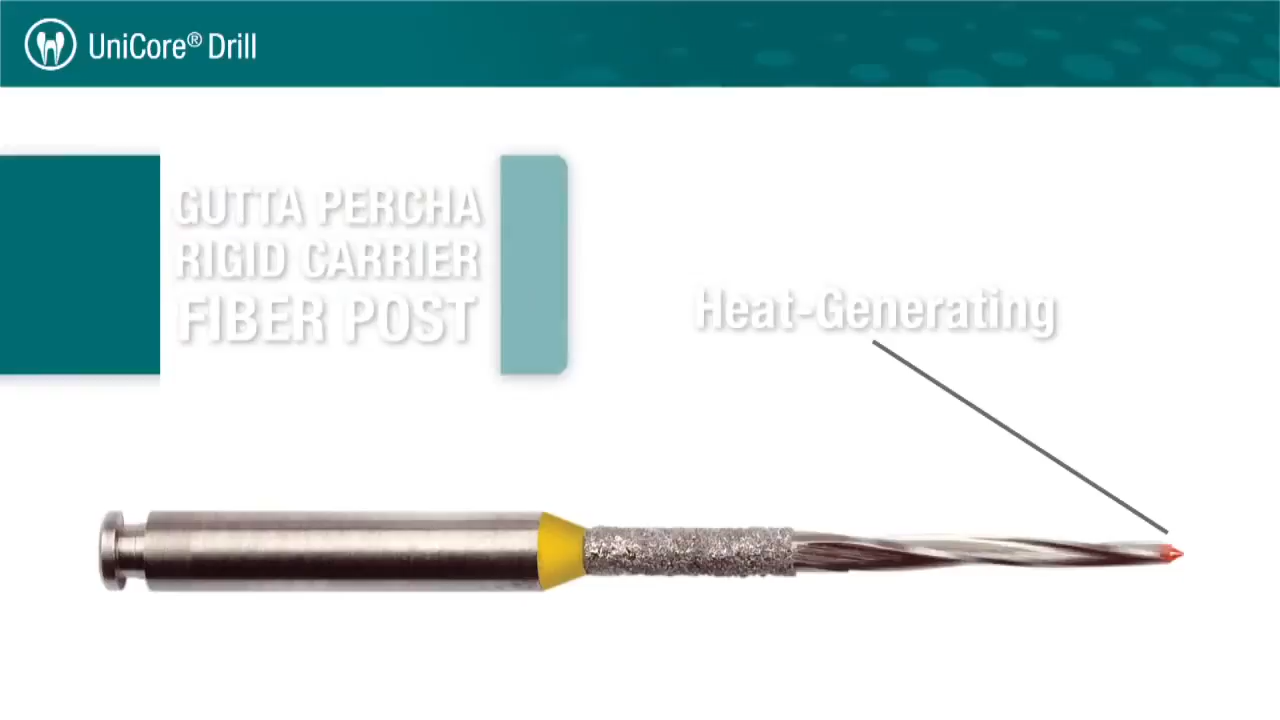 UniCore® Drill
GUTTA PERCHA
RIGID CARRIER
FIBER POST
Heat-Generating